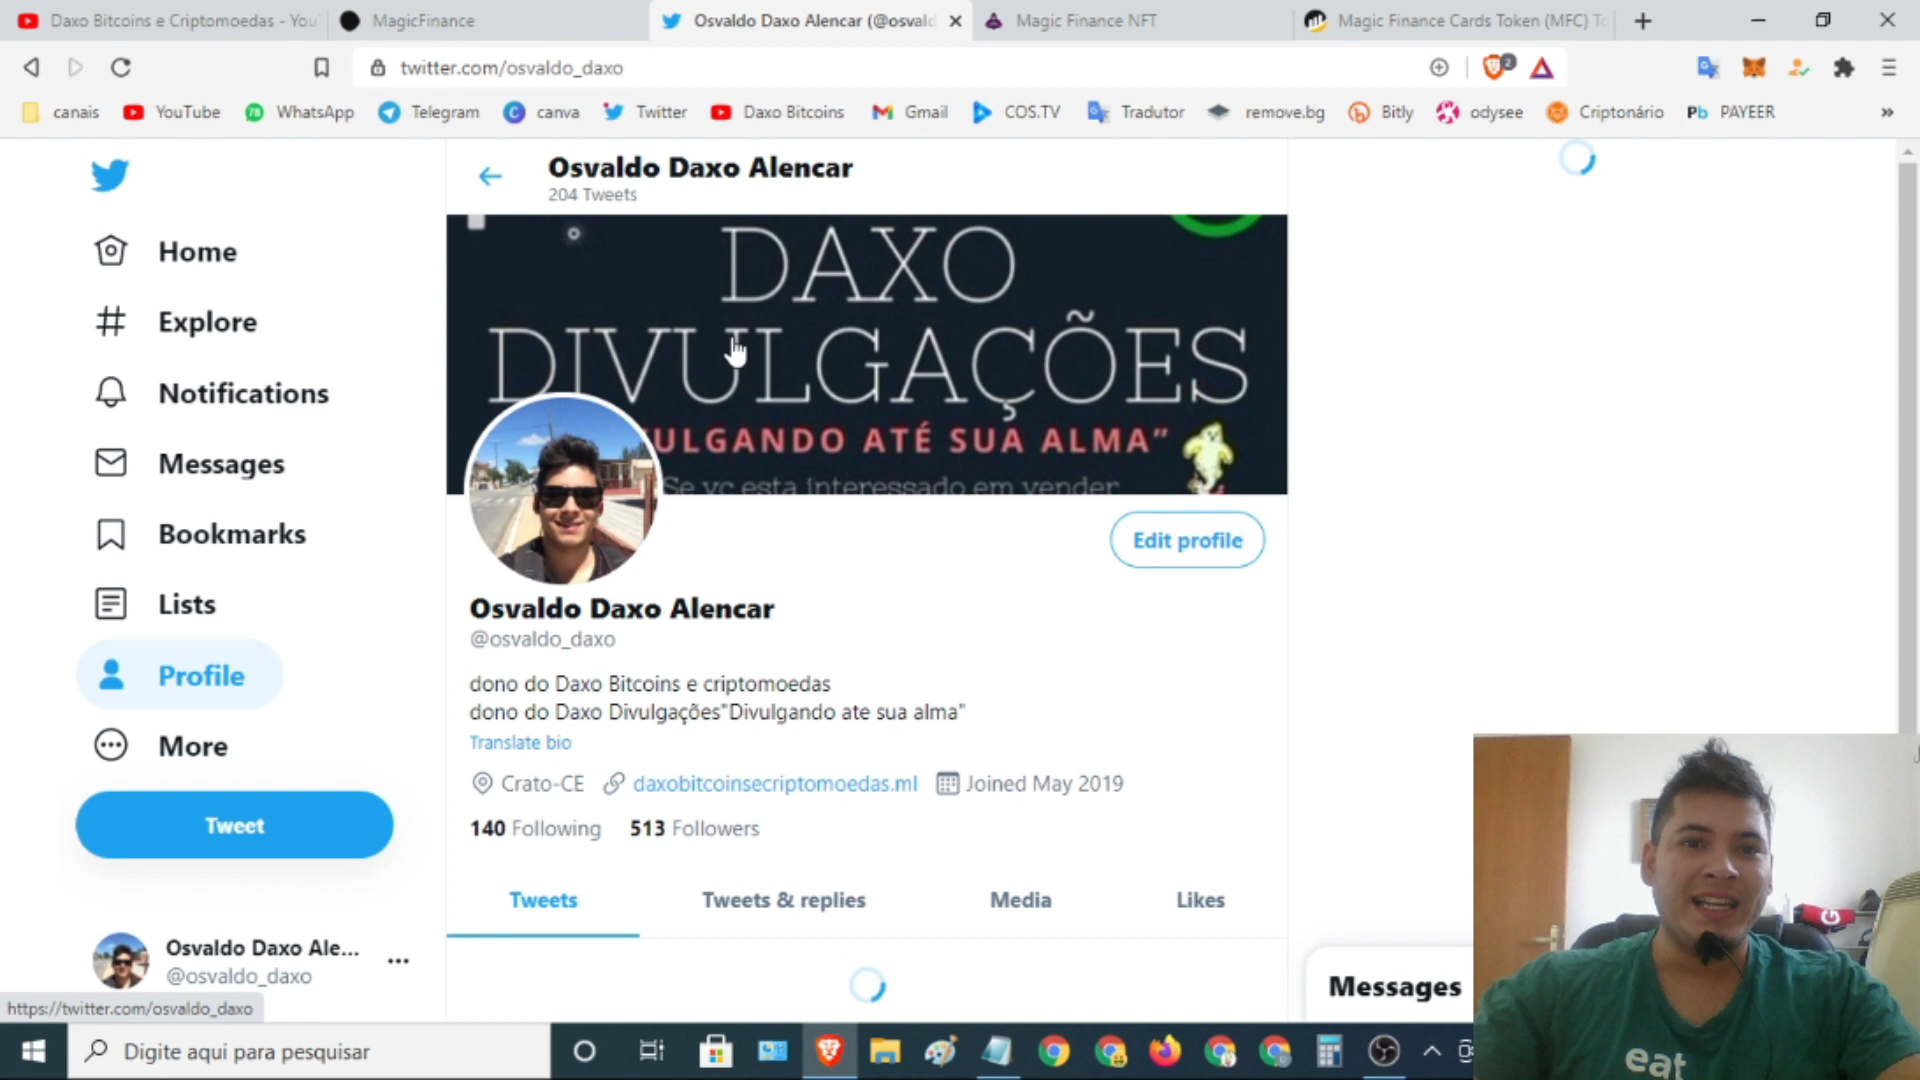 Daxo Bitcoins e Criptomoedas - You
MagicFinance
Osvaldo Daxo Alencar (@osvald
Magic Finance NFT
Magic Finance Cards Token (MFC) T
twitter.com/osvaldo_daxo
2
canais
YouTube
WhatsApp
Telegram
canva
Twitter
Daxo Bitcoins
Gmail
COS.TV
Tradutor
remove.bg
Bitly
odysee
Criptonário
Pb PAYEER
Osvaldo Daxo Alencar
204 Tweets
Home
Explore
Notifications
Messages
Bookmarks
Lists
Profile
More
Tweet
DAXO
DIVULGAÇÕES
ULGANDO ATÉ SUA ALMA"
Se vc esta interessado em vender
Edit profile
Osvaldo Daxo Alencar
@osvaldo_daxo
dono do Daxo Bitcoins e criptomoedas
dono do Daxo Divulgações"Divulgando ate sua alma"
Translate bio
Crato-CE
daxobitcoinsecriptomoedas.ml
Joined May 2019
140 Following
513 Followers
Tweets
Tweets & replies
Media
Likes
Osvaldo Daxo Ale...
@osvaldo_daxo
Messages
https://twitter.com/osvaldo_daxo
Digite aqui para pesquisar
eat